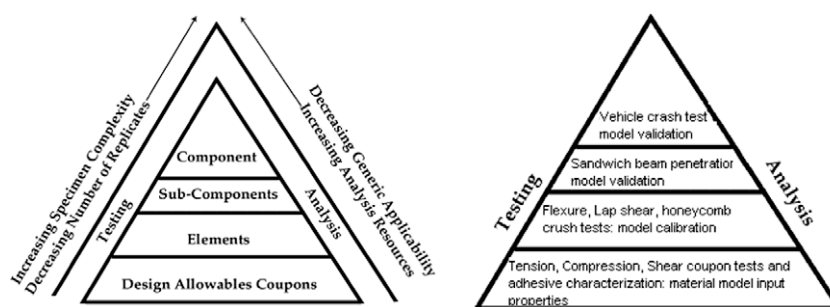 Increasing Specimen Complexity
Decreasing Number of Replicates
Testing
Component
Sub-Components
Elements
Design Allowables Coupons
Analysis
Decreasing Generic Applicability
Increasing Analysis Resources
Testing
Vehicle crash test
model validation
Sandwich beam penetration
model validation
Flexure, Lap shear, honeycomb
crush tests: model calibration
Tension, Compression, Shear coupon tests and
adhesive characterization: material model input
properties
Analysis